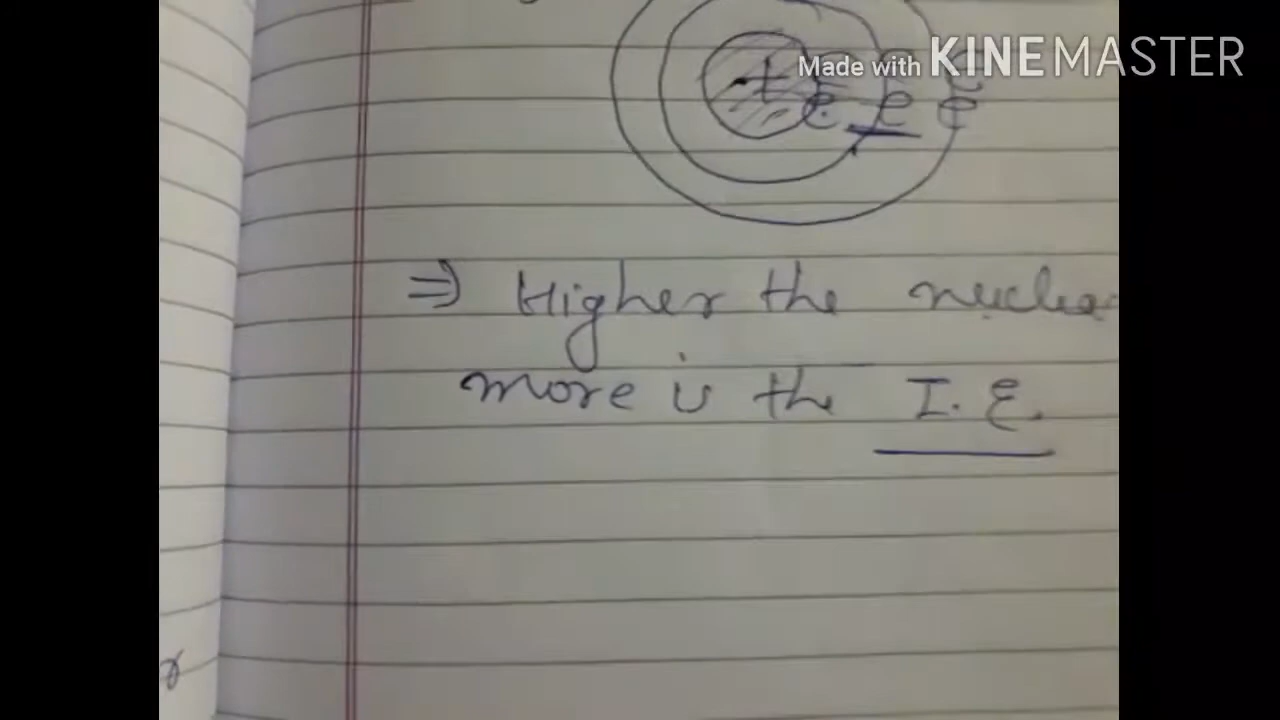 Made with KINEMASTER
+ e e e
⇒ Higher the
more is the I.E.